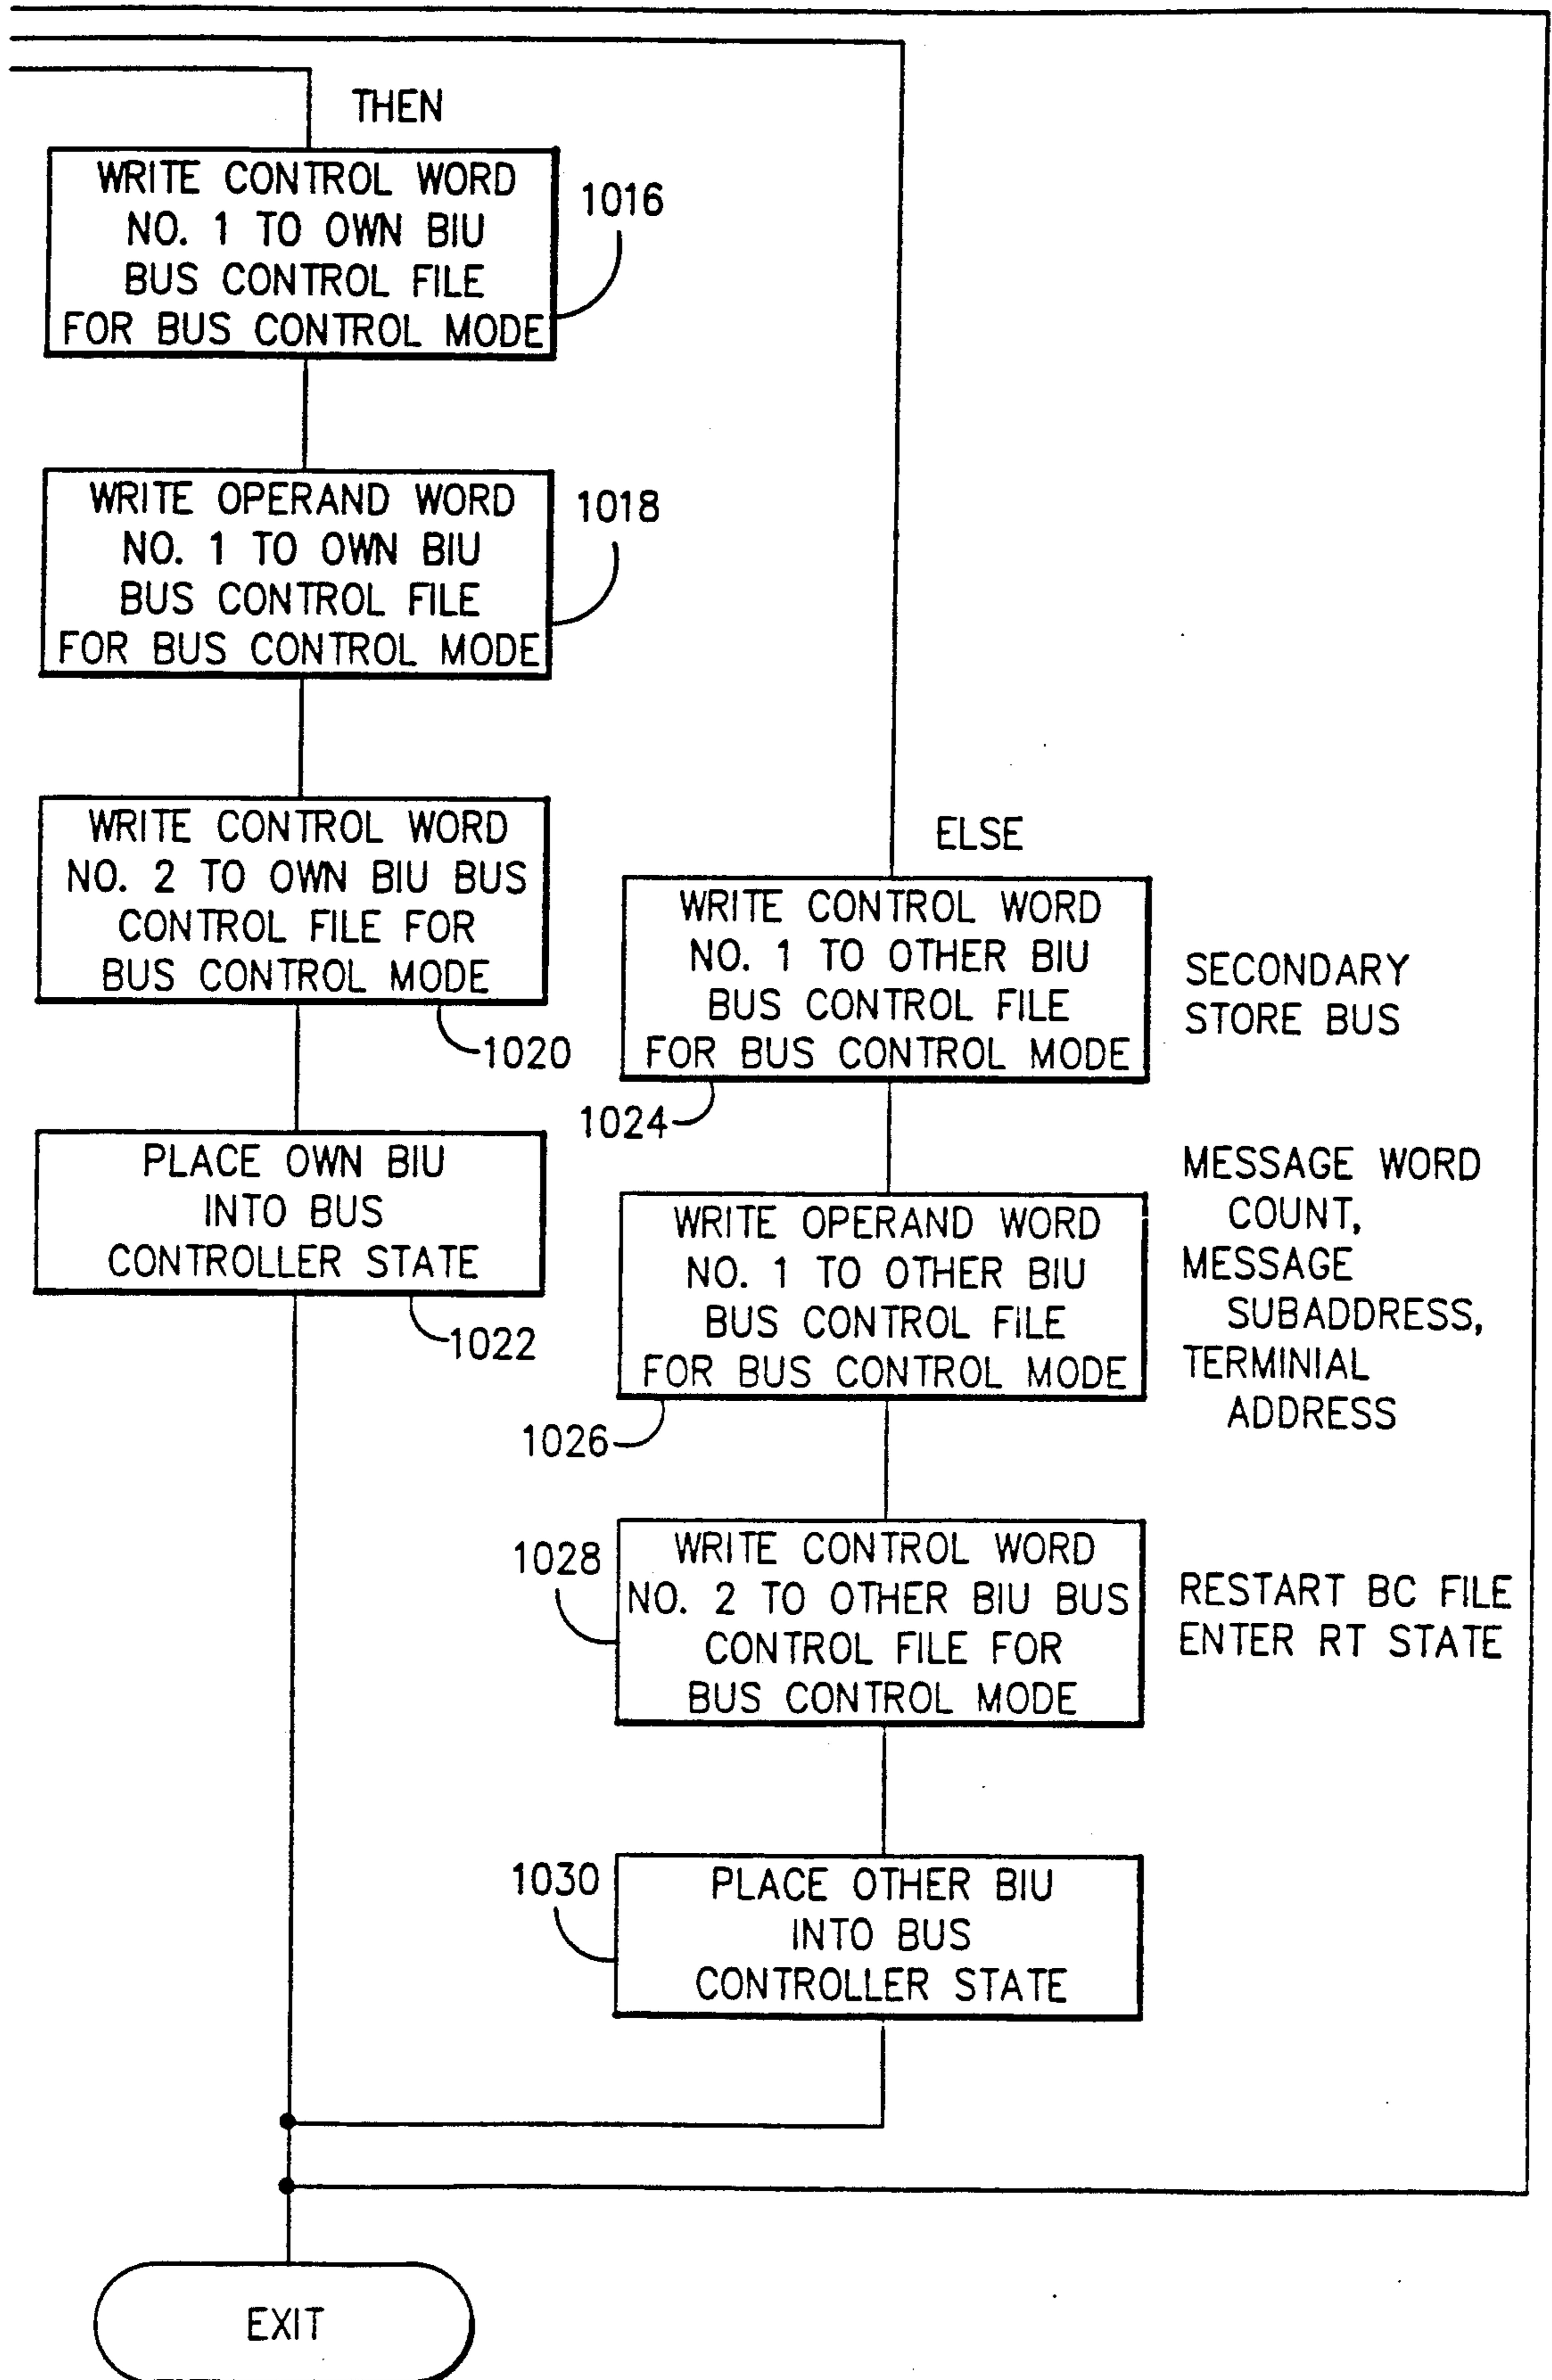 THEN
WRITE CONTROL WORD
NO. 1 TO OWN BIU
BUS CONTROL FILE
FOR BUS CONTROL MODE
1016
WRITE OPERAND WORD
NO. 1 TO OWN BIU
BUS CONTROL FILE
FOR BUS CONTROL MODE
1018
WRITE CONTROL WORD
NO. 2 TO OWN BIU BUS
CONTROL FILE FOR
BUS CONTROL MODE
1020
PLACE OWN BIU
INTO BUS
CONTROLLER STATE
1022
ELSE
WRITE CONTROL WORD
NO. 1 TO OTHER BIU
BUS CONTROL FILE
FOR BUS CONTROL MODE
1024
SECONDARY
STORE BUS
WRITE OPERAND WORD
NO. 1 TO OTHER BIU
BUS CONTROL FILE
FOR BUS CONTROL MODE
1026
MESSAGE WORD
COUNT,
MESSAGE
SUBADDRESS,
TERMINIAL
ADDRESS
1028
WRITE CONTROL WORD
NO. 2 TO OTHER BIU BUS
CONTROL FILE FOR
BUS CONTROL MODE
RESTART BC FILE
ENTER RT STATE
1030
PLACE OTHER BIU
INTO BUS
CONTROLLER STATE
EXIT